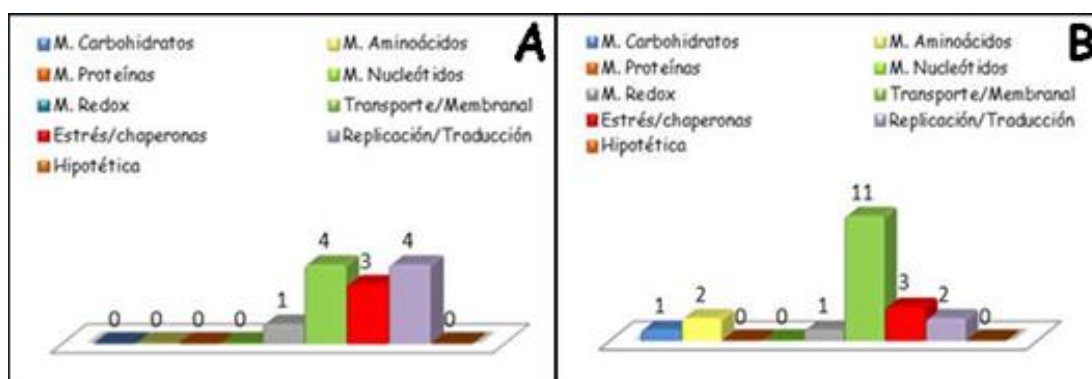 M. Carbohidratos M. Aminoácidos A
M. Proteínas M. Nucleótidos
M. Redox Transporte/Membranal
Estrés/chaperonas Replicación/Traducción
Hipotética
0 0 0 0 1 4 3 4 0
M. Carbohidratos M. Aminoácidos B
M. Proteínas M. Nucleótidos
M. Redox Transporte/Membranal
Estrés/chaperonas Replicación/Traducción
Hipotética
1 2 0 0 1 11 3 2 0